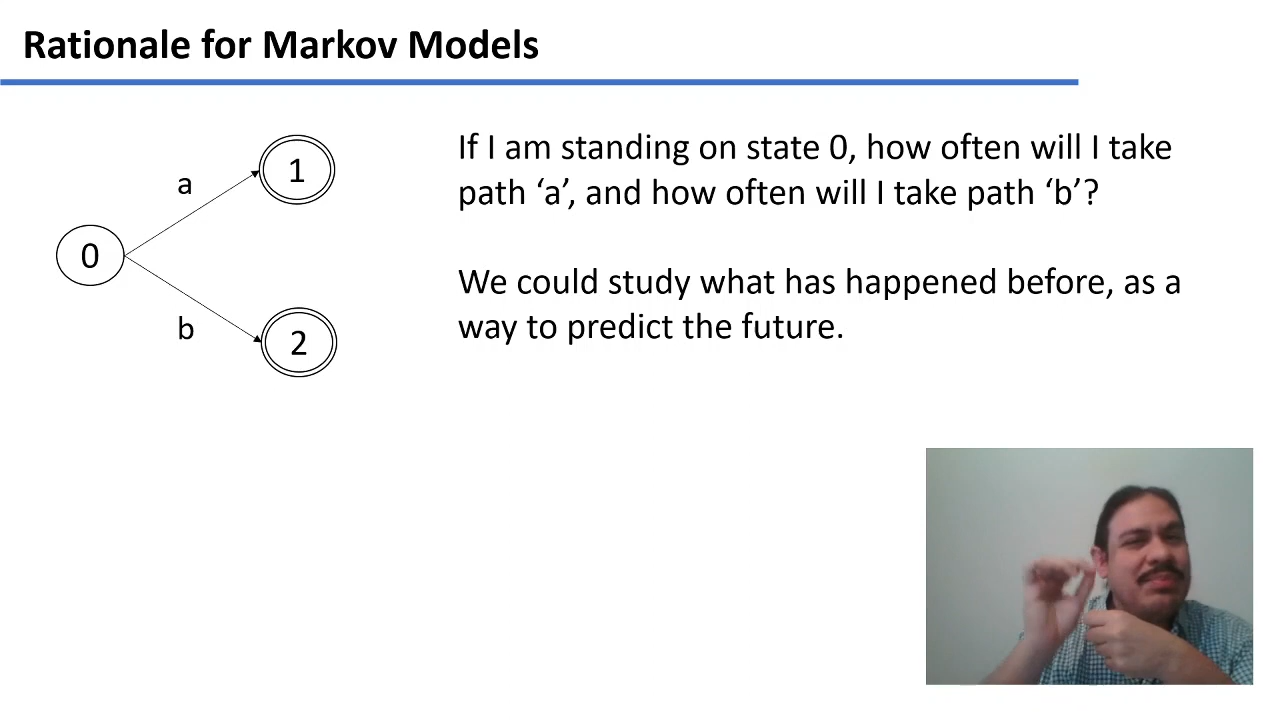 Rationale for Markov Models
a
1
0
b
2
If I am standing on state 0, how often will I take
path ‘a’, and how often will I take path ‘b’?
We could study what has happened before, as a
way to predict the future.